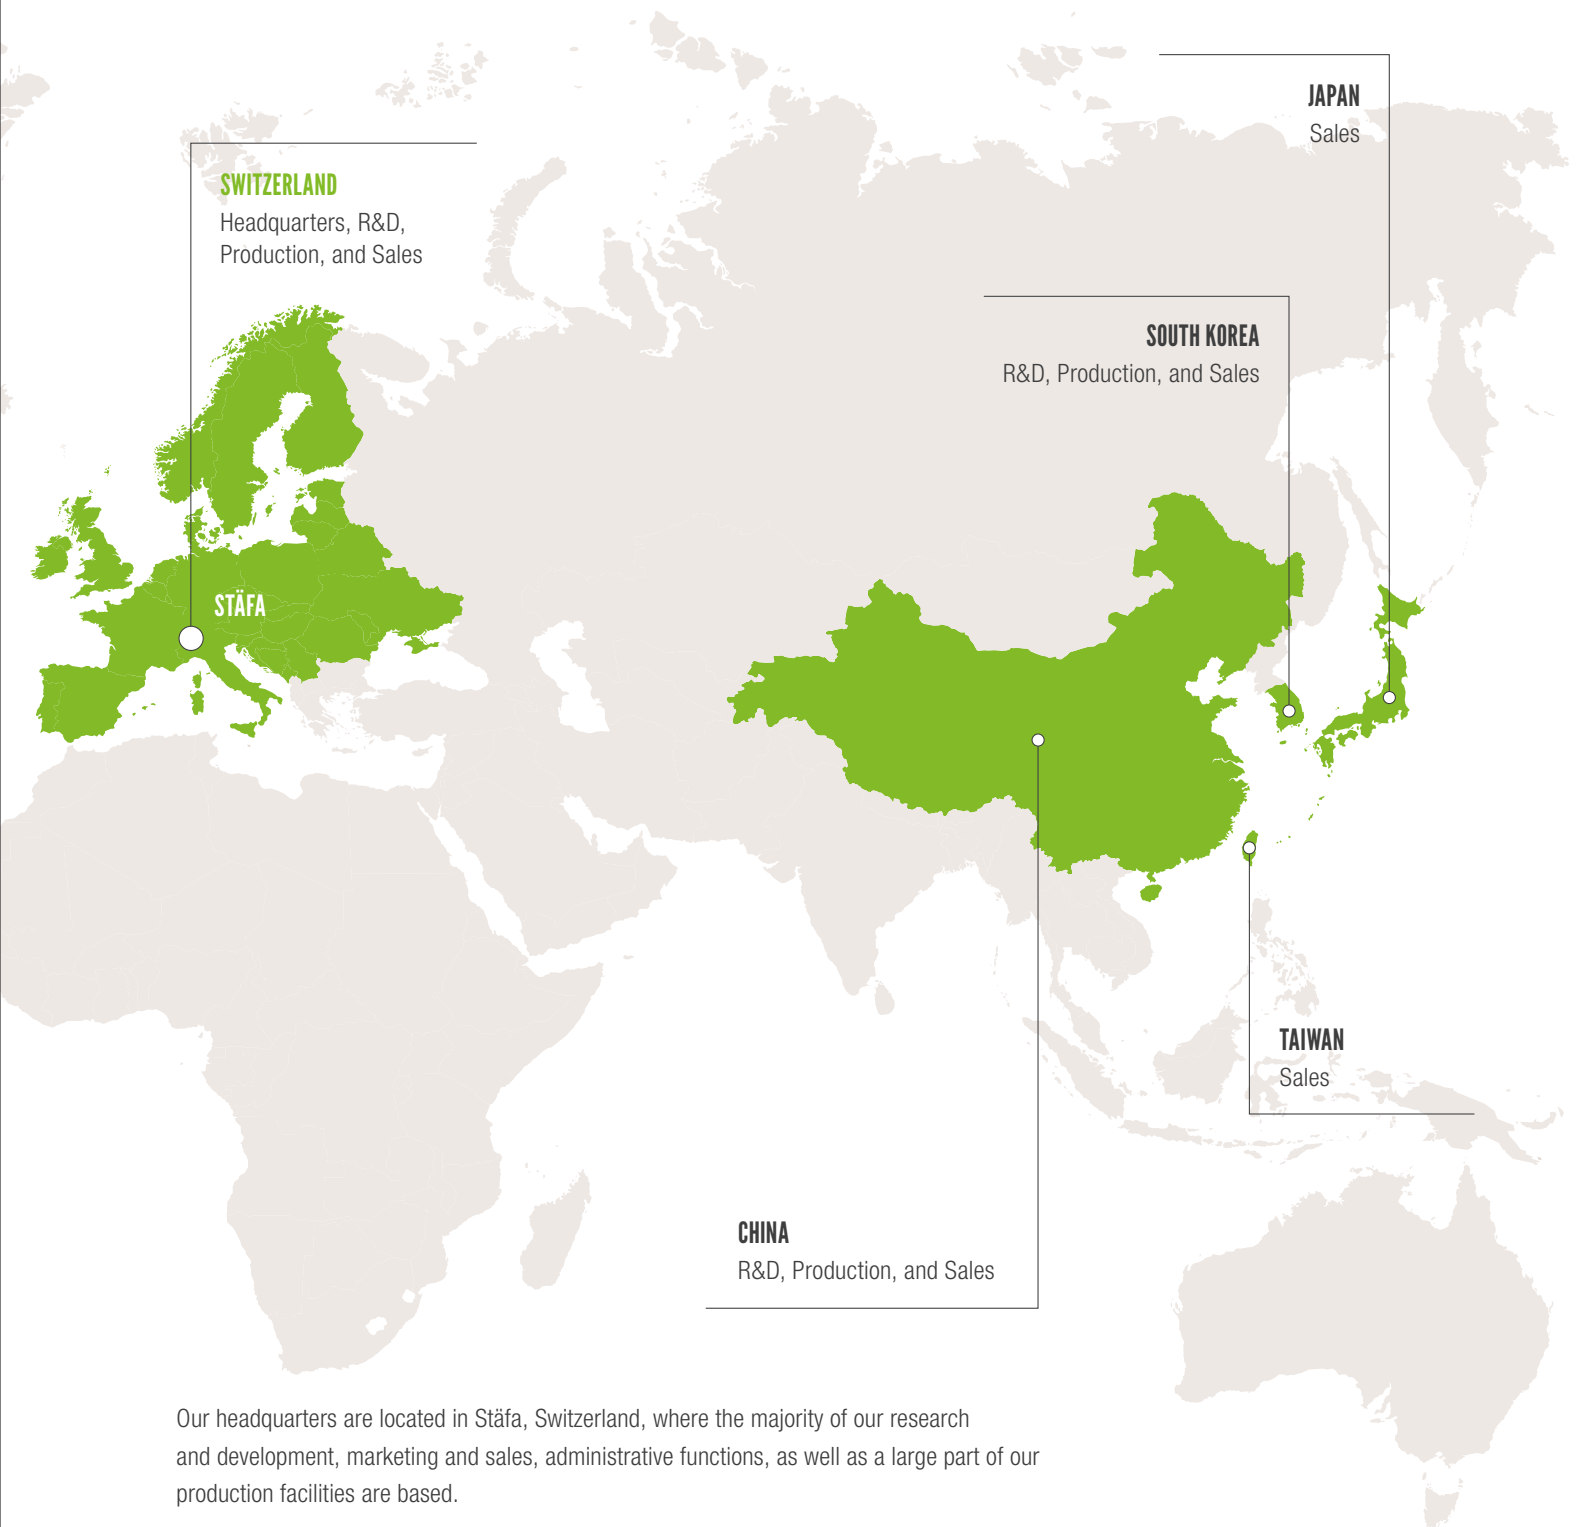 JAPAN
Sales
SWITZERLAND
Headquarters, R&D,
Production, and Sales
SOUTH KOREA
R&D, Production, and Sales
STÄFA
TAIWAN
Sales
CHINA
R&D, Production, and Sales
Our headquarters are located in Stäfa, Switzerland, where the majority of our research
and development, marketing and sales, administrative functions, as well as a large part of our
production facilities are based.